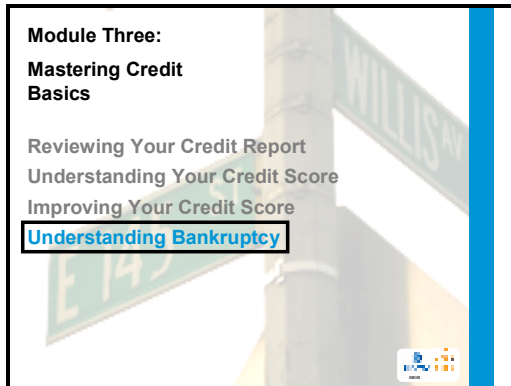 Module Three:
Mastering Credit
Basics
Reviewing Your Credit Report
Understanding Your Credit Score
Improving Your Credit Score
Understanding Bankruptcy
WILLIS AV
E 145 ST